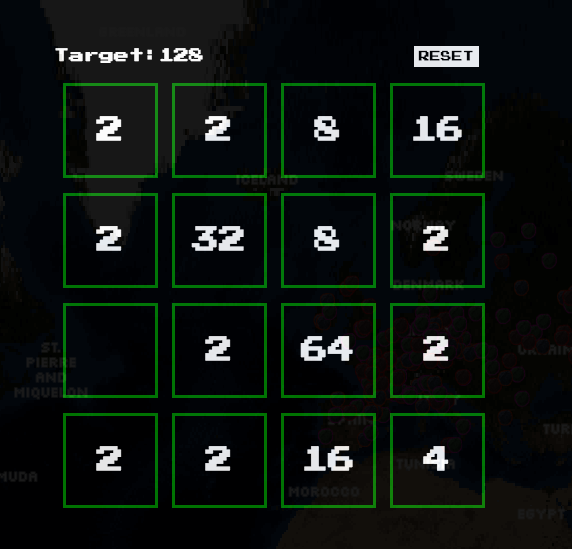 Target: 128
RESET
2 2 8 16
ICELAND
SWEDEN
2 32 8 2
NORWAY
DENMARK
2 64 2
ST.
PIERRE
AND
MIQUELON
2 2 16 4
MUDA
MOROCCO
EGYPT